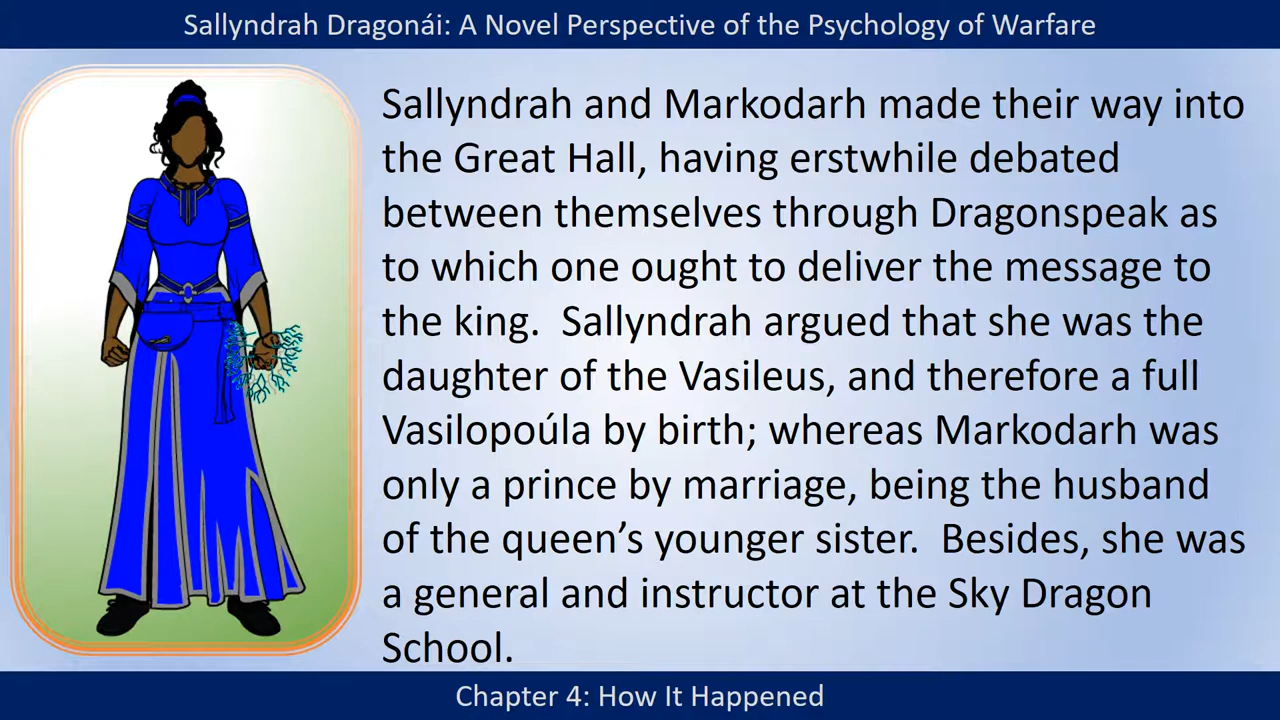 Sallyndrah Dragonái: A Novel Perspective of the Psychology of Warfare
Sallyndrah and Markodarh made their way into
the Great Hall, having erstwhile debated
between themselves through Dragonspeak as
to which one ought to deliver the message to
the king.  Sallyndrah argued that she was the
daughter of the Vasileus, and therefore a full
Vasilopoúla by birth; whereas Markodarh was
only a prince by marriage, being the husband
of the queen’s younger sister.  Besides, she was
a general and instructor at the Sky Dragon
School.
Chapter 4: How It Happened